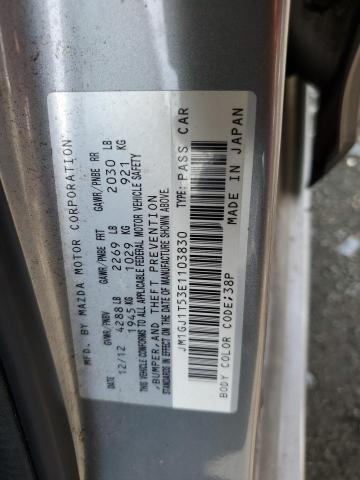 MFD. BY MAZDA MOTOR CORPORATION
GVWR/PNBV GAWR/PNBE FRT GAWR/PNBE RR
12/12 4288 LB 2269 LB 2030 LB
1945 KG 1029 KG 921 KG
DATE
THIS VEHICLE CONFORMS TO ALL APPLICABLE FEDERAL MOTOR VEHICLE SAFETY
,BUMPER,AND THEFT PREVENTION
STANDARDS IN EFFECT ON THE DATE OF MANUFACTURE SHOWN ABOVE.
JM1GJ1T53E1103830 TYPE: PASS CAR
BODY COLOR CODE;38P MADE IN JAPAN